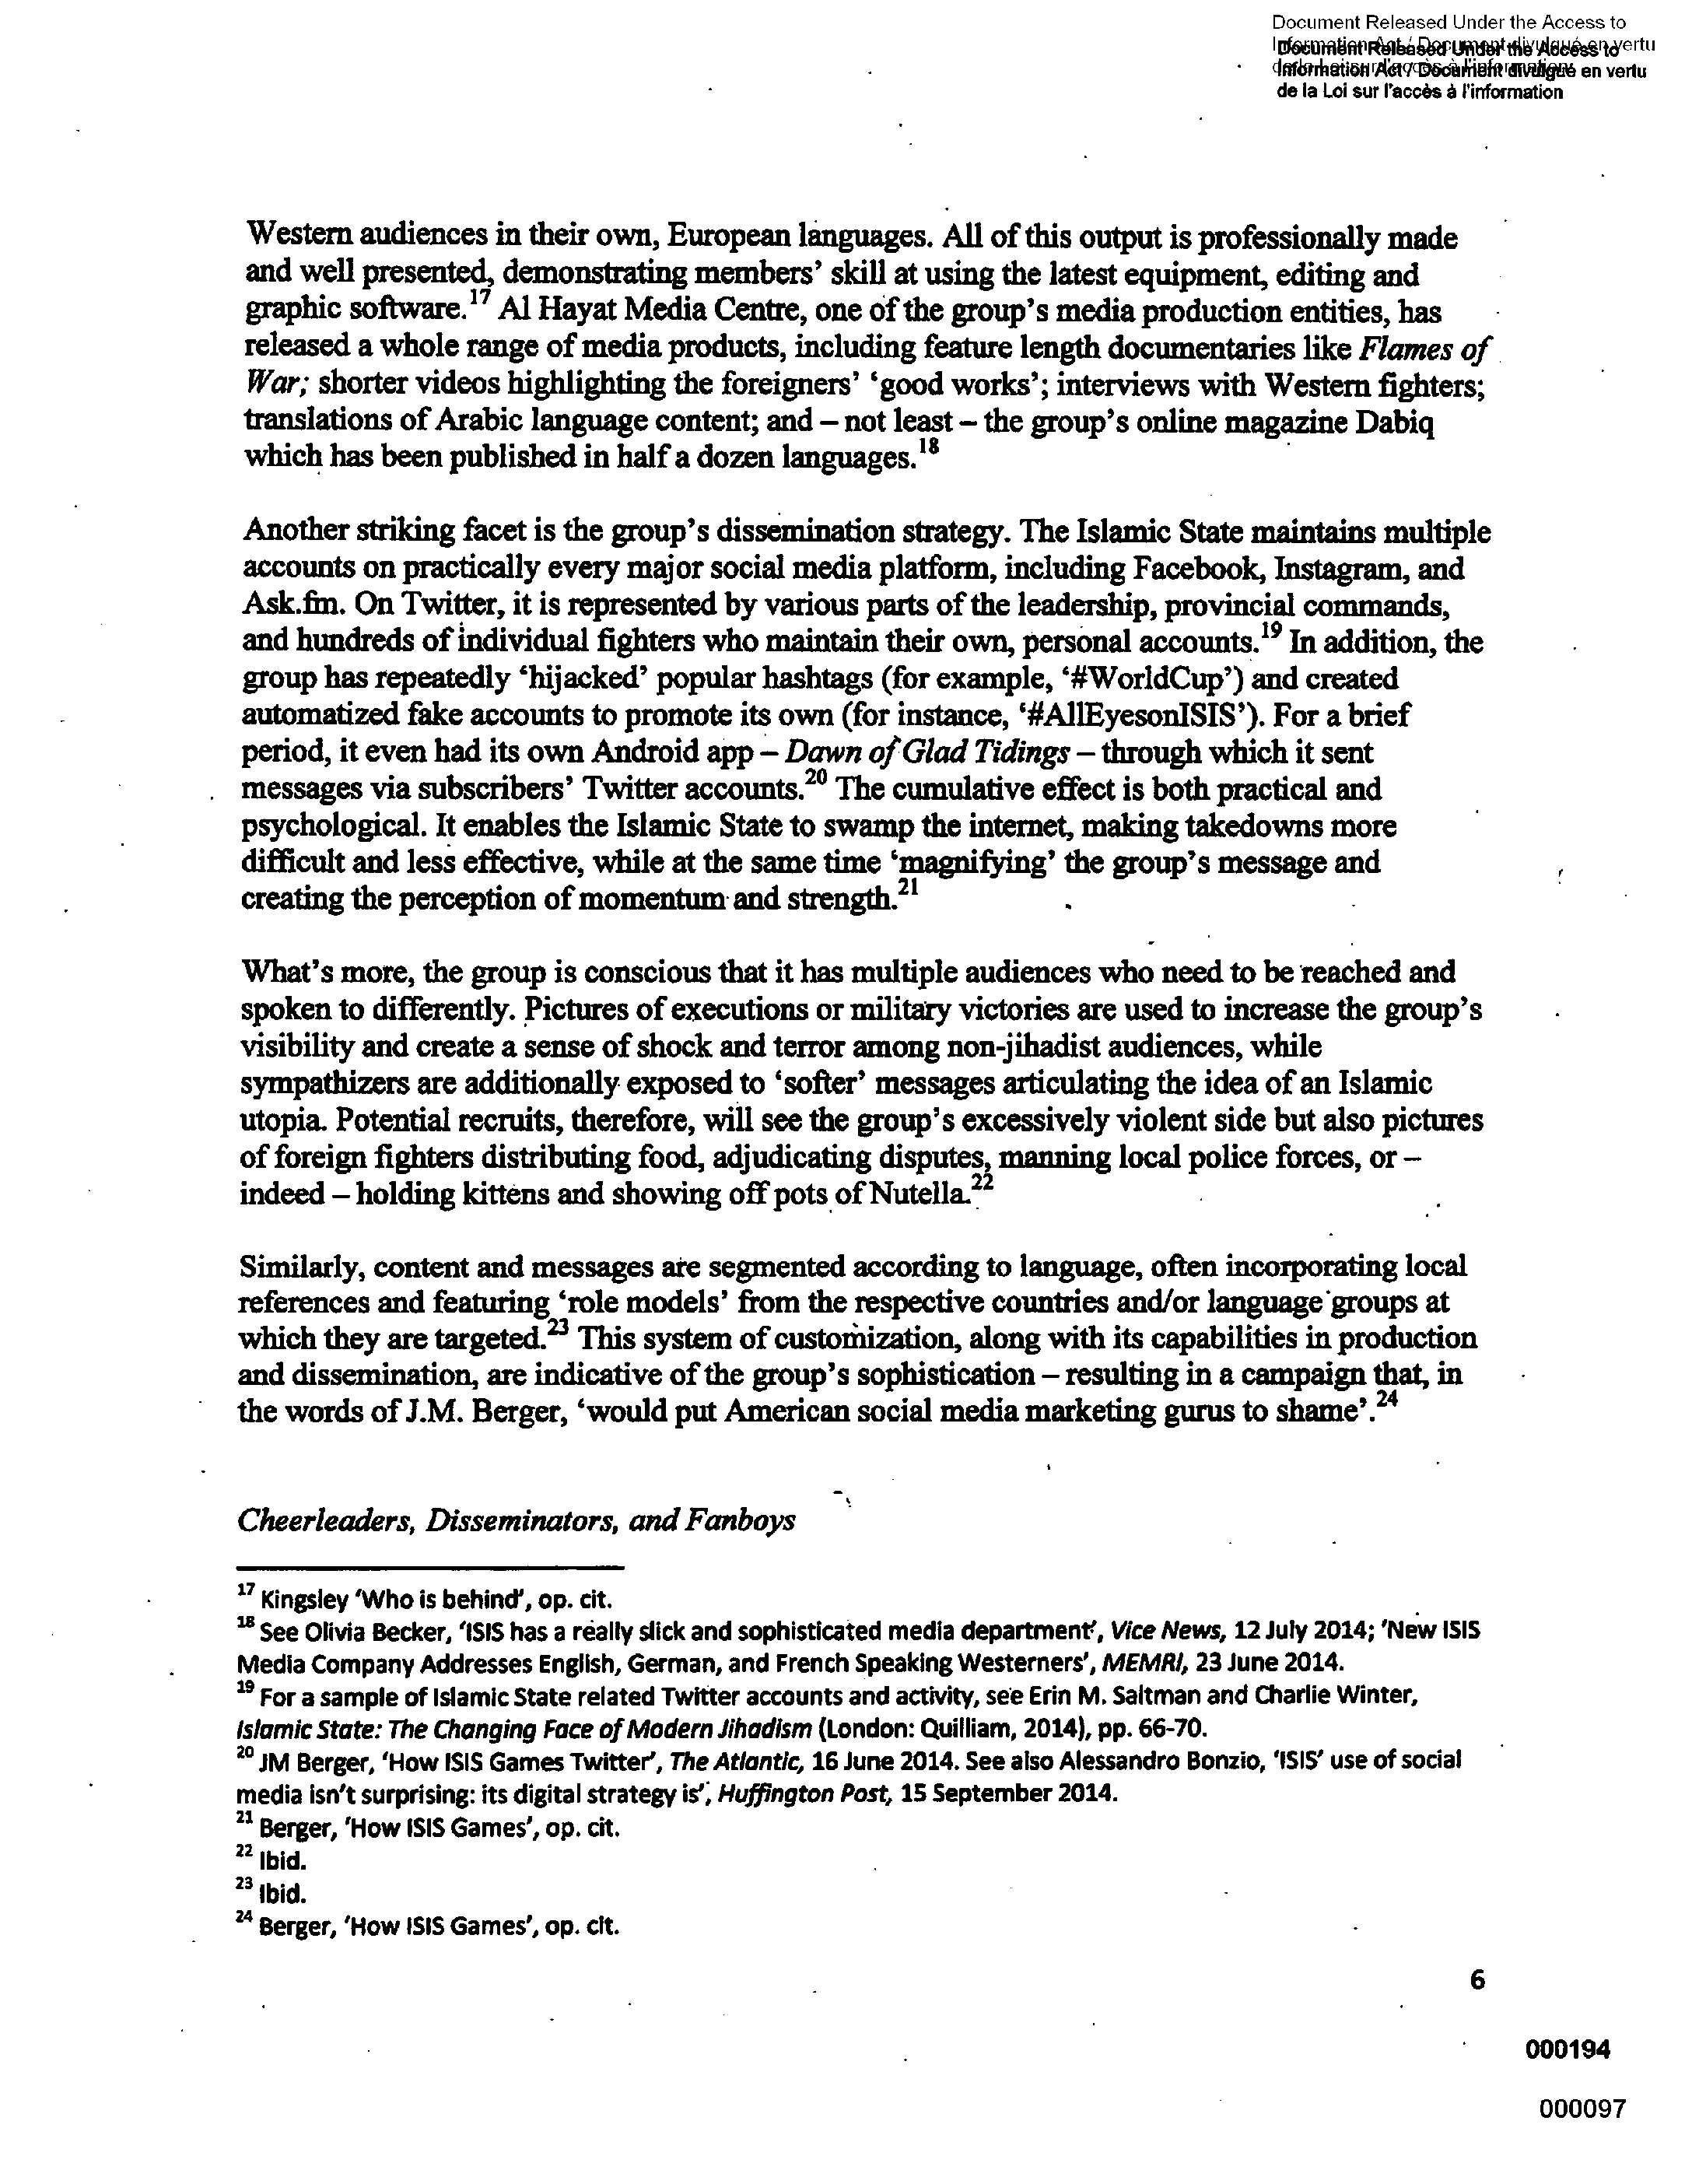 Document Released Under the Access to
Information Act / Document divulgué en vertu
de la Loi sur l'accès à l'information
Document Released Under the Access to
Information Act / Document divulgué en vertu
de la Loi sur l'accès à l'information
Western audiences in their own, European languages. All of this output is professionally made
and well presented, demonstrating members' skill at using the latest equipment, editing and
graphic software.17 Al Hayat Media Centre, one of the group's media production entities, has
released a whole range of media products, including feature length documentaries like Flames of
War; shorter videos highlighting the foreigners' 'good works'; interviews with Western fighters;
translations of Arabic language content; and – not least – the group's online magazine Dabiq
which has been published in half a dozen languages.18
Another striking facet is the group's dissemination strategy. The Islamic State maintains multiple
accounts on practically every major social media platform, including Facebook, Instagram, and
Ask.fm. On Twitter, it is represented by various parts of the leadership, provincial commands,
and hundreds of individual fighters who maintain their own, personal accounts.19 In addition, the
group has repeatedly 'hijacked' popular hashtags (for example, '#WorldCup') and created
automatized fake accounts to promote its own (for instance, '#AllEyesonISIS'). For a brief
period, it even had its own Android app – Dawn of Glad Tidings – through which it sent
messages via subscribers' Twitter accounts.20 The cumulative effect is both practical and
psychological. It enables the Islamic State to swamp the internet, making takedowns more
difficult and less effective, while at the same time 'magnifying' the group's message and
creating the perception of momentum and strength.21
What's more, the group is conscious that it has multiple audiences who need to be reached and
spoken to differently. Pictures of executions or military victories are used to increase the group's
visibility and create a sense of shock and terror among non-jihadist audiences, while
sympathizers are additionally exposed to 'softer' messages articulating the idea of an Islamic
utopia. Potential recruits, therefore, will see the group's excessively violent side but also pictures
of foreign fighters distributing food, adjudicating disputes, manning local police forces, or –
indeed – holding kittens and showing off pots of Nutella.22
Similarly, content and messages are segmented according to language, often incorporating local
references and featuring 'role models' from the respective countries and/or language groups at
which they are targeted.23 This system of customization, along with its capabilities in production
and dissemination, are indicative of the group's sophistication – resulting in a campaign that, in
the words of J.M. Berger, 'would put American social media marketing gurus to shame'.24
Cheerleaders, Disseminators, and Fanboys
17 Kingsley 'Who is behind', op. cit.
18 See Olivia Becker, 'ISIS has a really slick and sophisticated media department', Vice News, 12 July 2014; 'New ISIS
Media Company Addresses English, German, and French Speaking Westerners', MEMRI, 23 June 2014.
19 For a sample of Islamic State related Twitter accounts and activity, see Erin M. Saltman and Charlie Winter,
Islamic State: The Changing Face of Modern Jihadism (London: Quilliam, 2014), pp. 66-70.
20 JM Berger, 'How ISIS Games Twitter', The Atlantic, 16 June 2014. See also Alessandro Bonzio, 'ISIS' use of social
media isn't surprising: its digital strategy is', Huffington Post, 15 September 2014.
21 Berger, 'How ISIS Games', op. cit.
22 Ibid.
23 Ibid.
24 Berger, 'How ISIS Games', op. cit.
6
000194
000097